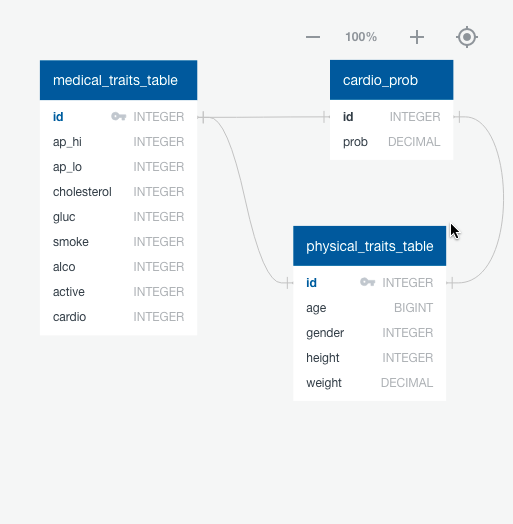 100%
medical_traits_table
id INTEGER
ap_hi INTEGER
ap_lo INTEGER
cholesterol INTEGER
gluc INTEGER
smoke INTEGER
alco INTEGER
active INTEGER
cardio INTEGER
cardio_prob
id INTEGER
prob DECIMAL
physical_traits_table
id INTEGER
age BIGINT
gender INTEGER
height INTEGER
weight DECIMAL